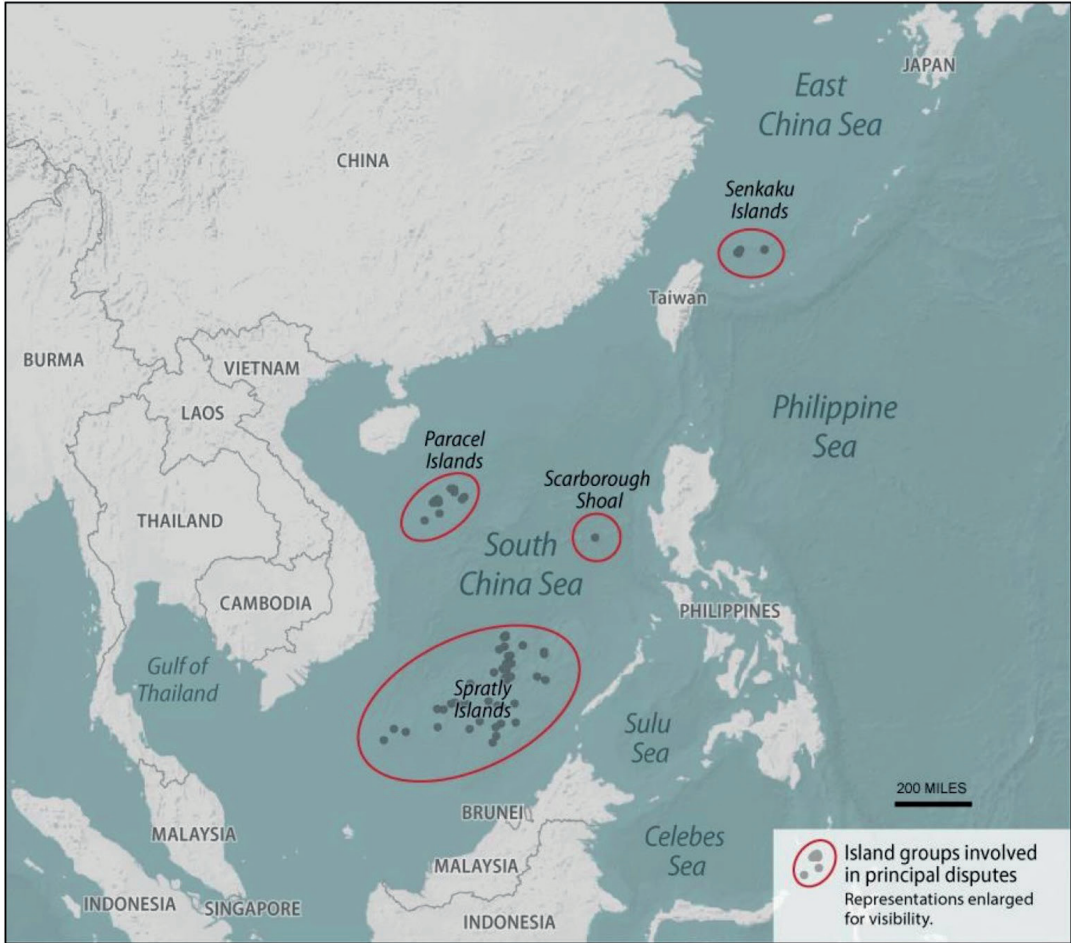 JAPAN
East
China Sea
CHINA
Senkaku
Islands
Taiwan
BURMA
VIETNAM
LAOS
Philippine
Sea
Paracel
Islands
Scarborough
Shoal
THAILAND
South
China Sea
CAMBODIA
PHILIPPINES
Gulf of
Thailand
Spratly
Islands
Sulu
Sea
200 MILES
BRUNEI
MALAYSIA
Celebes
Sea
MALAYSIA
INDONESIA
SINGAPORE
INDONESIA
Island groups involved
in principal disputes
Representations enlarged
for visibility.